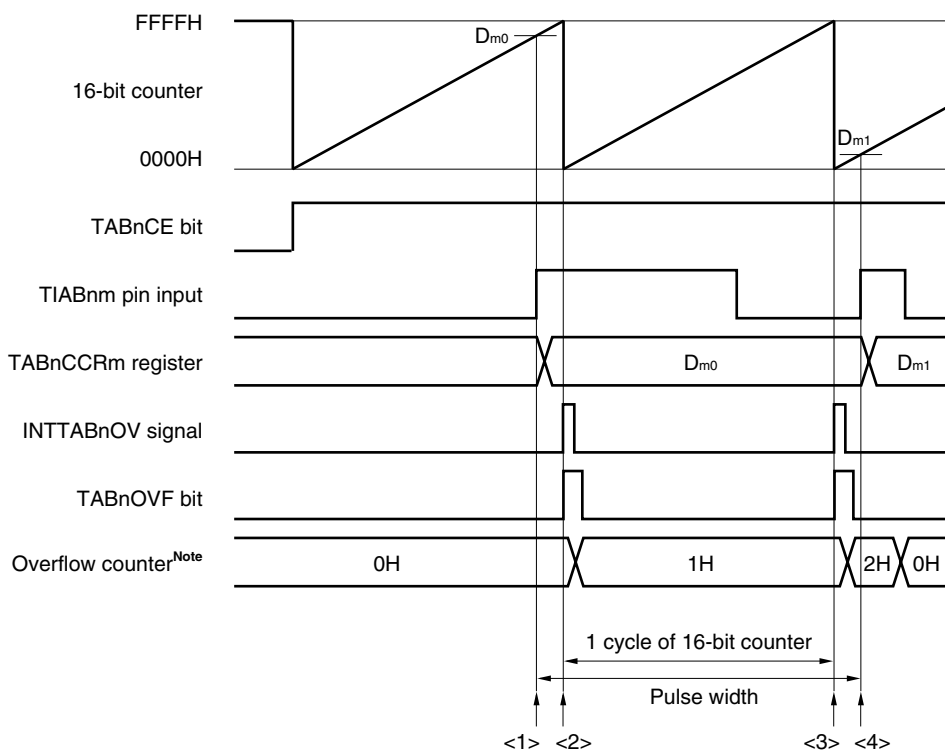 FFFFH
Dm0
16-bit counter
0000H
Dm1
TABnCE bit
TIABnm pin input
TABnCCRm register
Dm0
Dm1
INTTABnOV signal
TABnOVF bit
Overflow counterNote
0H
1H
2H
0H
1 cycle of 16-bit counter
Pulse width
<1> <2> <3> <4>